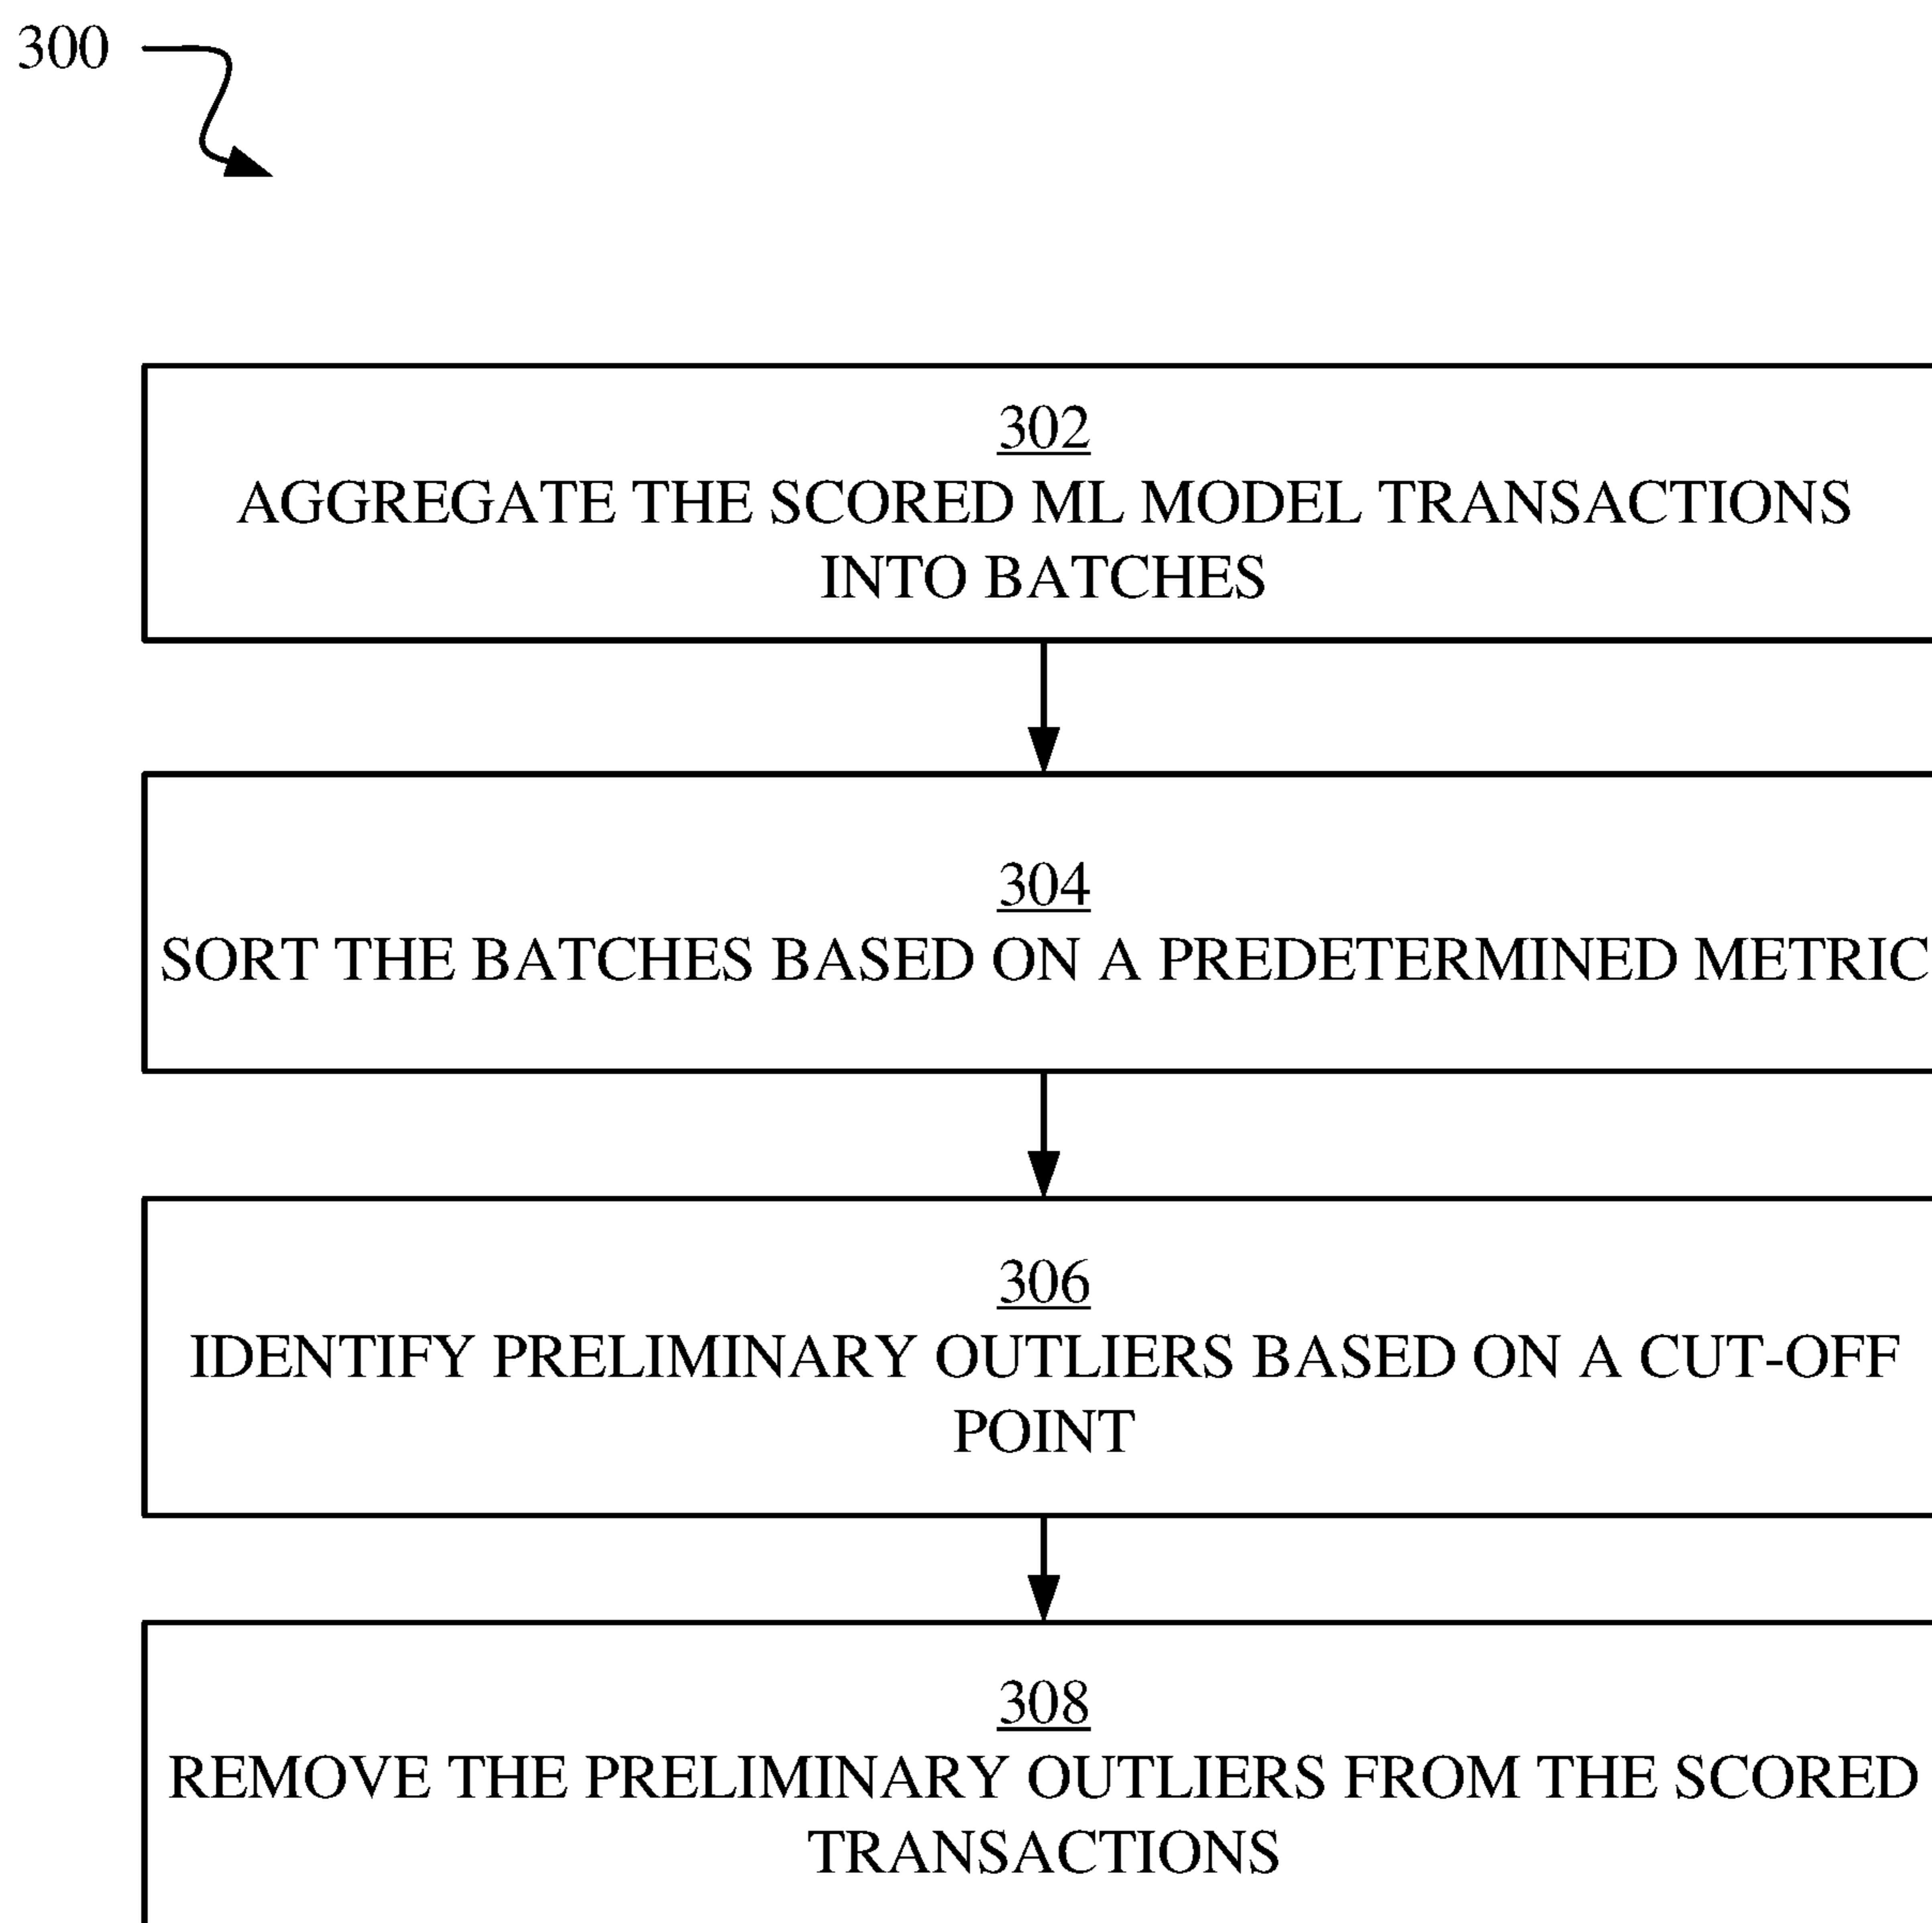 300
302
AGGREGATE THE SCORED ML MODEL TRANSACTIONS
INTO BATCHES
304
SORT THE BATCHES BASED ON A PREDETERMINED METRIC
306
IDENTIFY PRELIMINARY OUTLIERS BASED ON A CUT-OFF
POINT
308
REMOVE THE PRELIMINARY OUTLIERS FROM THE SCORED
TRANSACTIONS